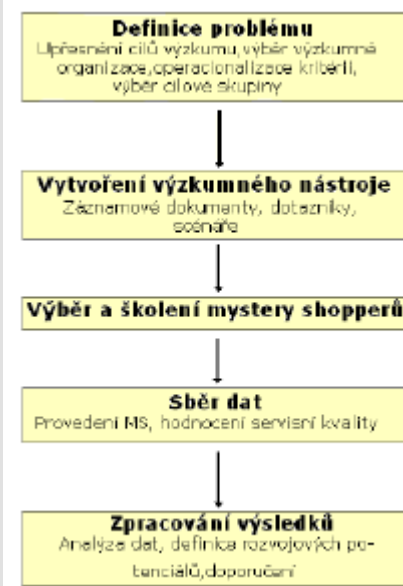 Definice problému
Upřesnění cílů výzkumu,výběr výzkumné
organizace,operacionalizace kritérií,
výběr cílové skupiny
Vytvoření výzkumného nástroje
Záznamové dokumenty, dotazníky,
scénáře
Výběr a školení mystery shopperů
Sběr dat
Provedení MS, hodnocení servisní kvality
Zpracování výsledků
Analýza dat, definice rozvojových po-
tenciálů,doporučení